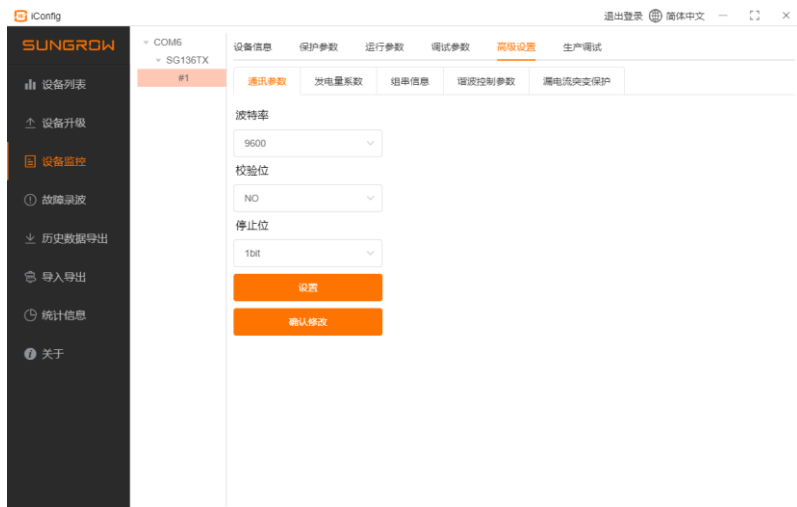 iConfig
退出登录 简体中文
SUNGROW
设备列表
设备升级
设备监控
故障录波
历史数据导出
导入导出
统计信息
关于
COM6
SG136TX
#1
设备信息 保护参数 运行参数 调试参数 高级设置 生产调试
通讯参数 发电量系数 组串信息 谐波控制参数 漏电流突变保护
波特率
9600
校验位
NO
停止位
1bit
设置
确认修改